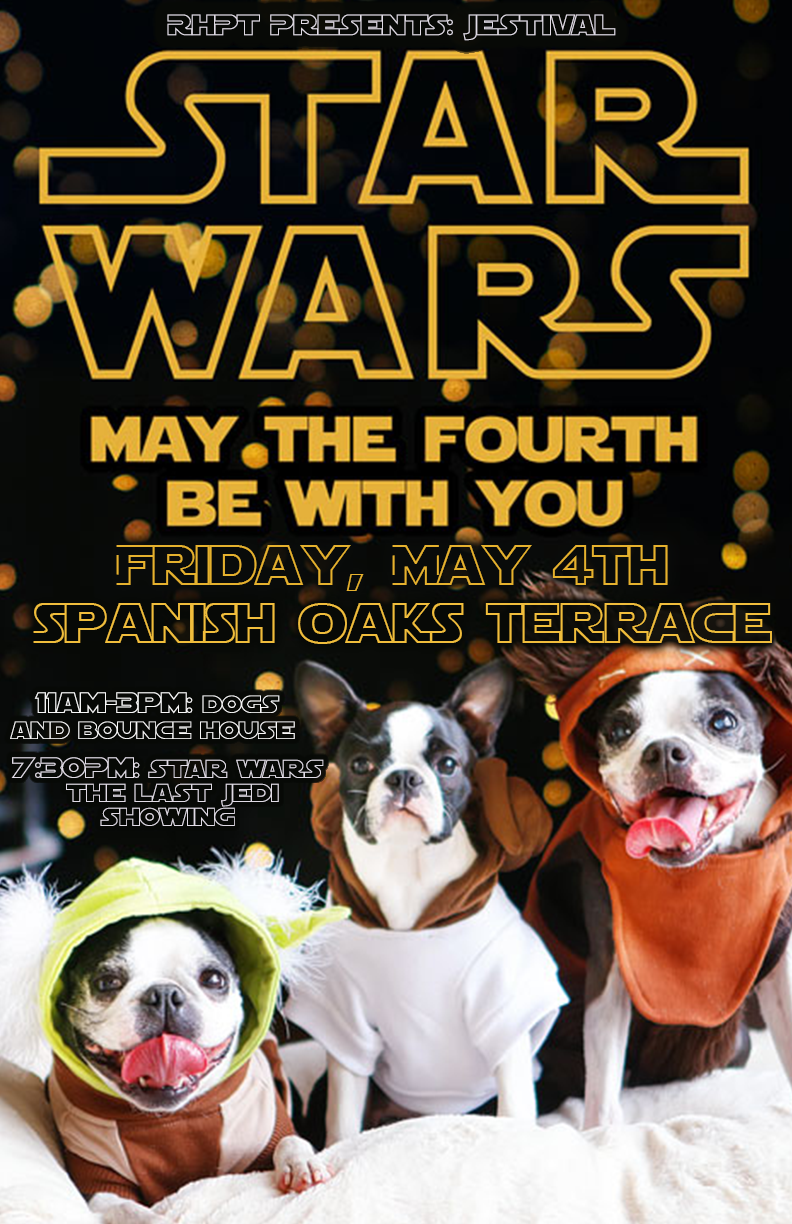 RHPT PRESENTS: JESTIVAL
STAR
WARS
MAY THE FOURTH
BE WITH YOU
FRIDAY, MAY 4TH
SPANISH OAKS TERRACE
11AM-3PM: DOGS
AND BOUNCE HOUSE
7:30PM: STAR WARS
THE LAST JEDI
SHOWING